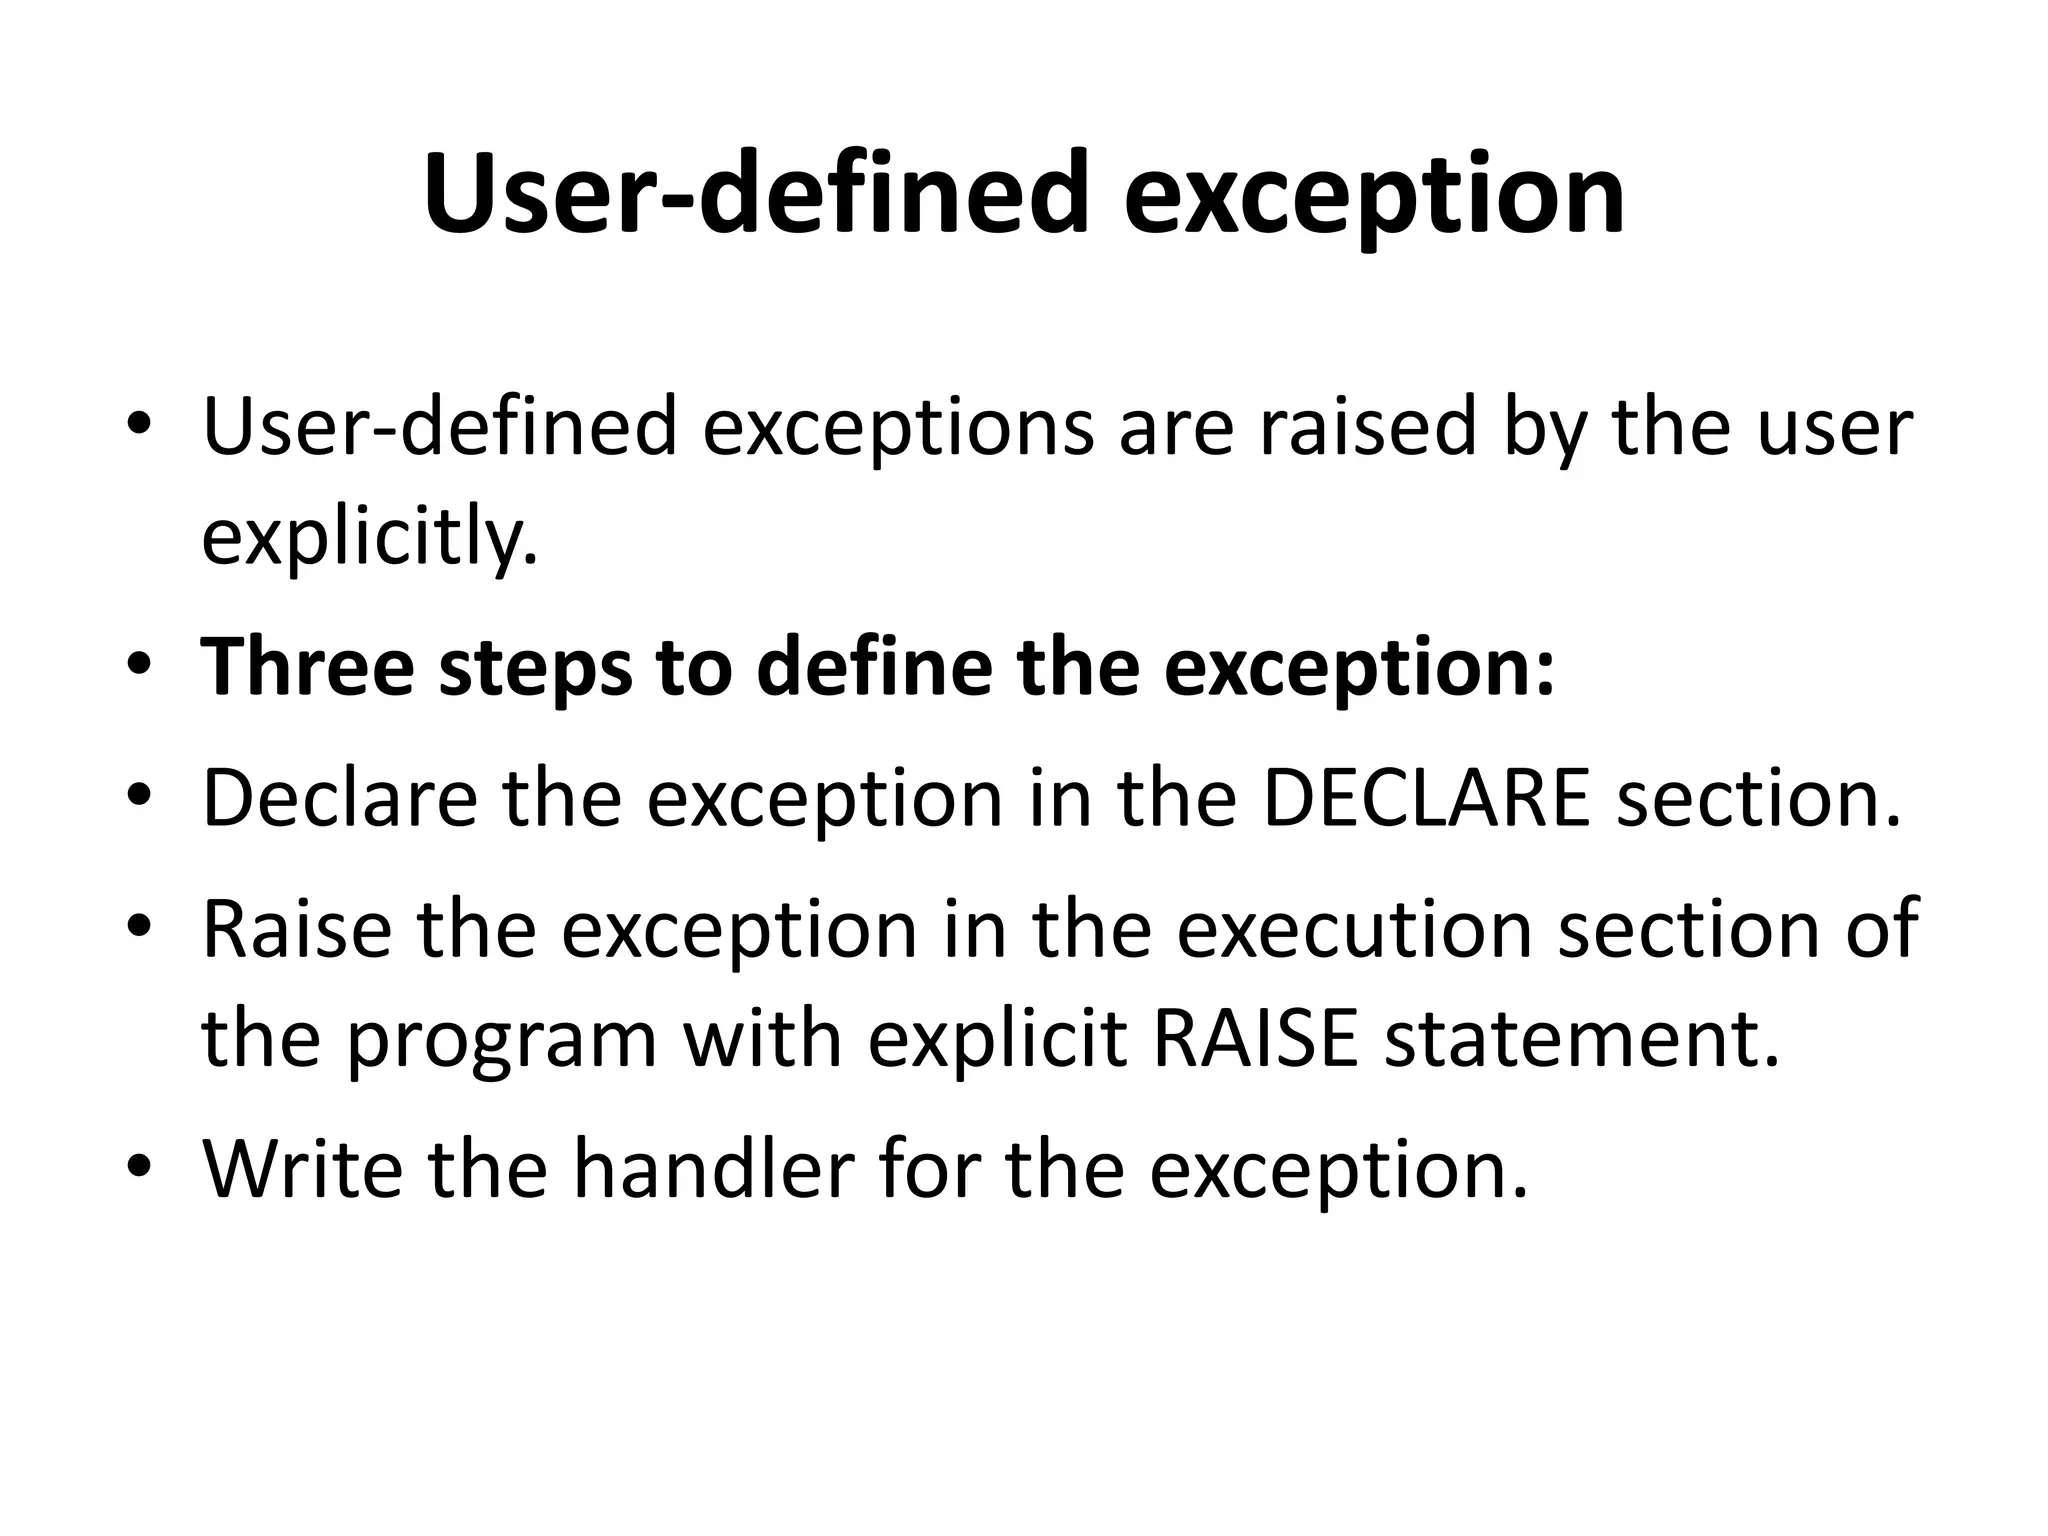 User-defined exception
• User-defined exceptions are raised by the user
explicitly.
• Three steps to define the exception:
• Declare the exception in the DECLARE section.
• Raise the exception in the execution section of
the program with explicit RAISE statement.
• Write the handler for the exception.